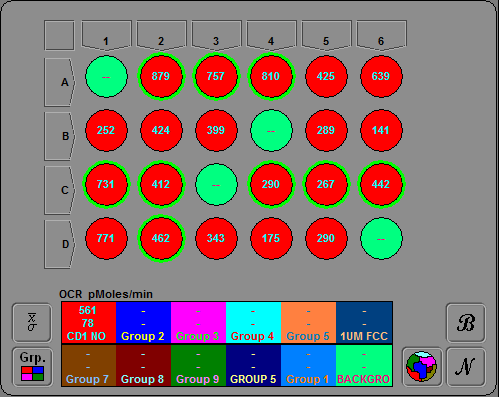 1 2 3 4 5 6
A -- 879 757 810 425 639
B 252 424 399 -- 289 141
C 731 412 -- 290 267 442
D 771 462 343 175 290 --
OCR pMoles/min
561 - - - - -
78 - - - - -
CD1 NO Group 2 Group 3 Group 4 Group 5 1UM FCC
x̄
σ
B
- - - - - -
- - - - - -
Group 7 Group 8 Group 9 GROUP 5 Group 1 BACKGRO
Grp.
N